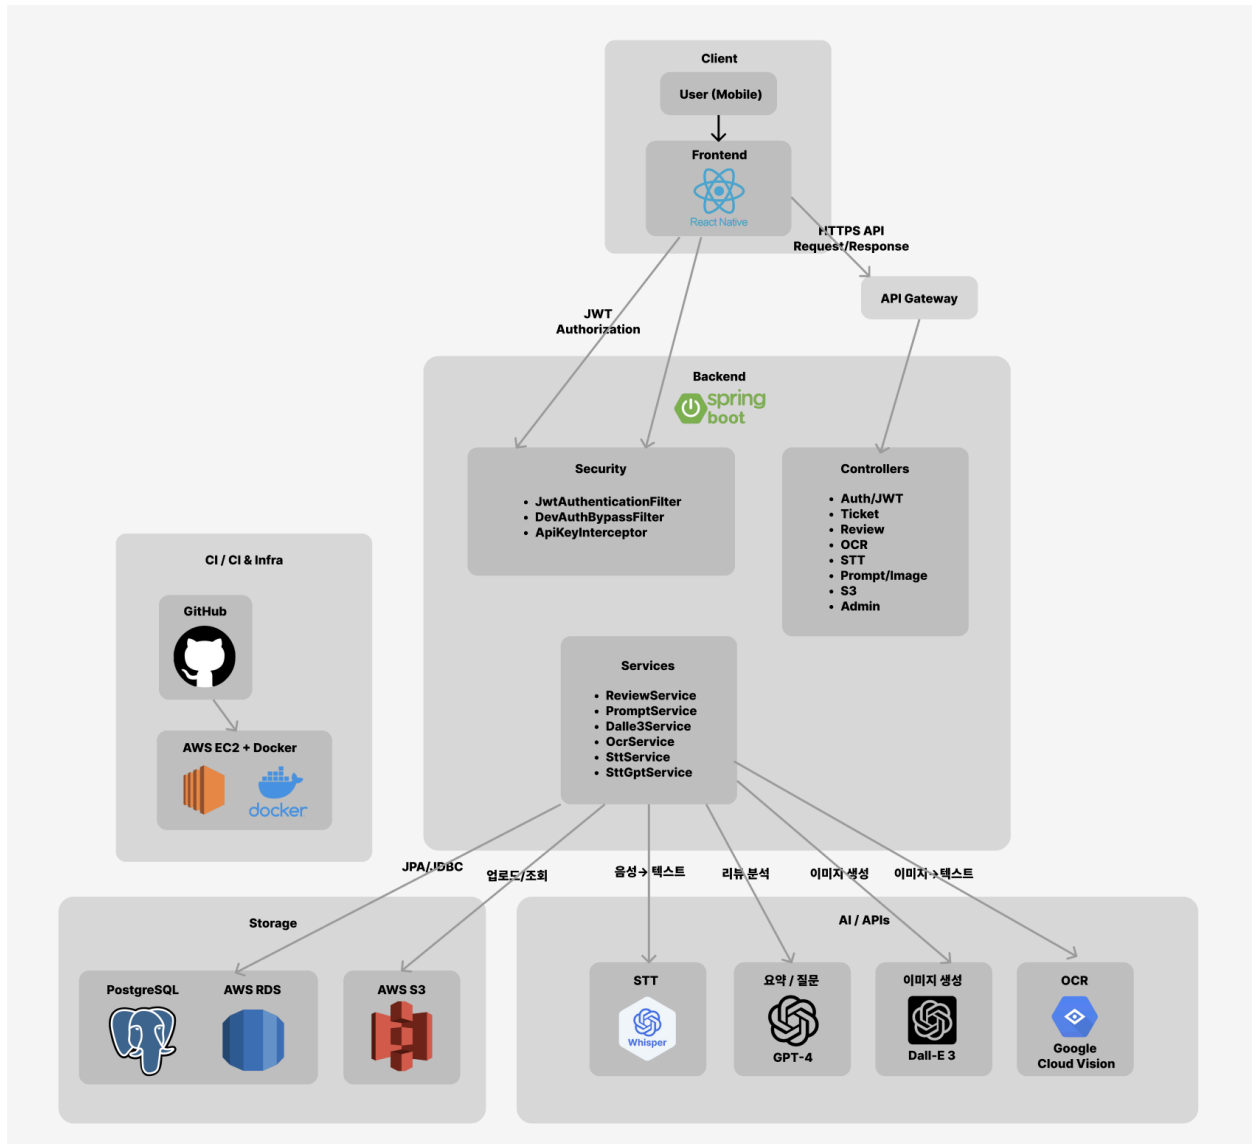 Client
User (Mobile)
Frontend
React Native
HTTPS API
Request/Response
API Gateway
JWT
Authorization
Backend
spring
boot
Security
• JwtAuthenticationFilter
• DevAuthBypassFilter
• ApiKeyInterceptor
Controllers
• Auth/JWT
• Ticket
• Review
• OCR
• STT
• Prompt/Image
• S3
• Admin
CI / CI & Infra
GitHub
AWS EC2 + Docker
docker
Services
• ReviewService
• PromptService
• Dalle3Service
• OcrService
• SttService
• SttGptService
JPA/JDBC
업로드/조회
음성→ 텍스트
리뷰 분석
이미지 생성
이미지→텍스트
Storage
PostgreSQL
AWS RDS
AWS S3
AI / APIs
STT
Whisper
요약 / 질문
GPT-4
이미지 생성
Dall-E 3
OCR
Google
Cloud Vision